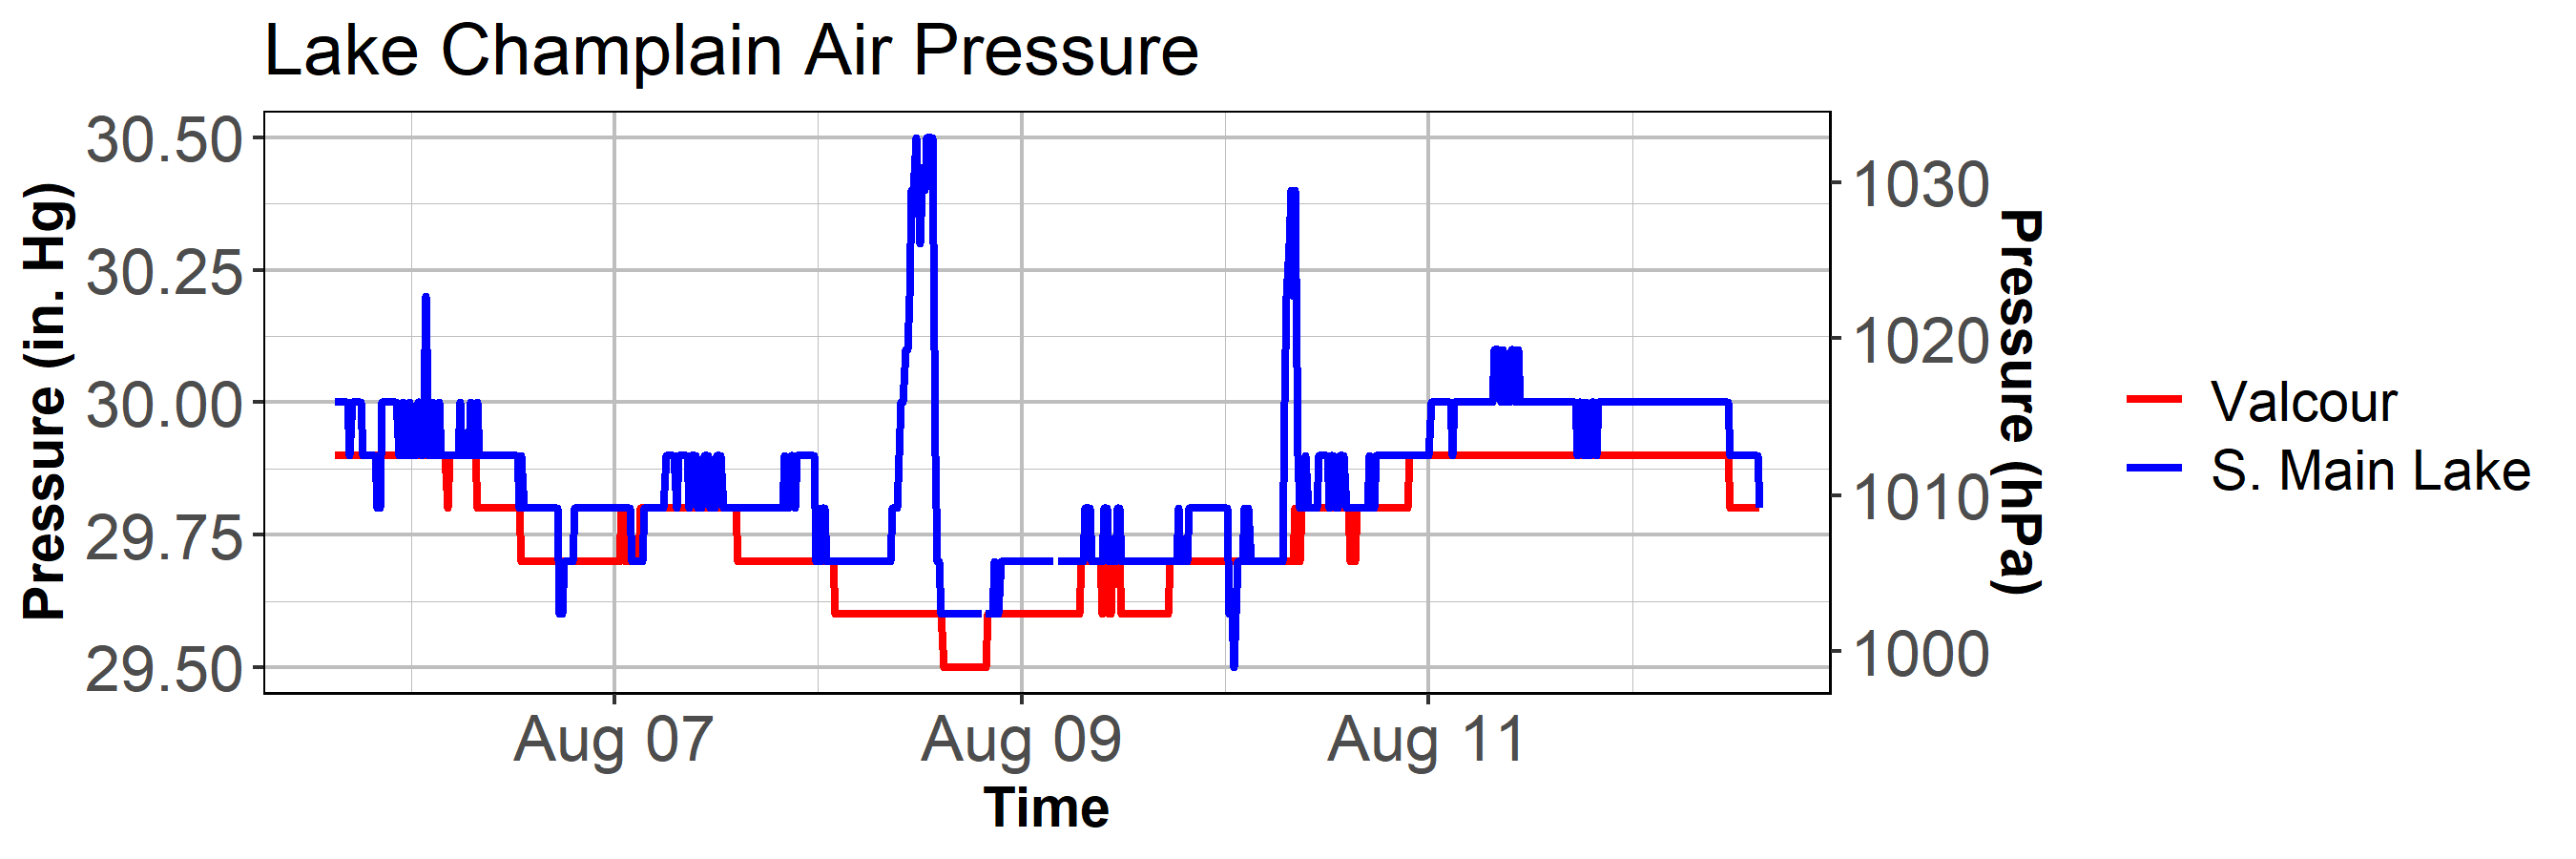 Lake Champlain Air Pressure
Pressure (in. Hg)
30.50
30.25
30.00
29.75
29.50
1030
1020
1010
1000
Pressure (hPa)
Valcour
S. Main Lake
Aug 07
Aug 09
Aug 11
Time